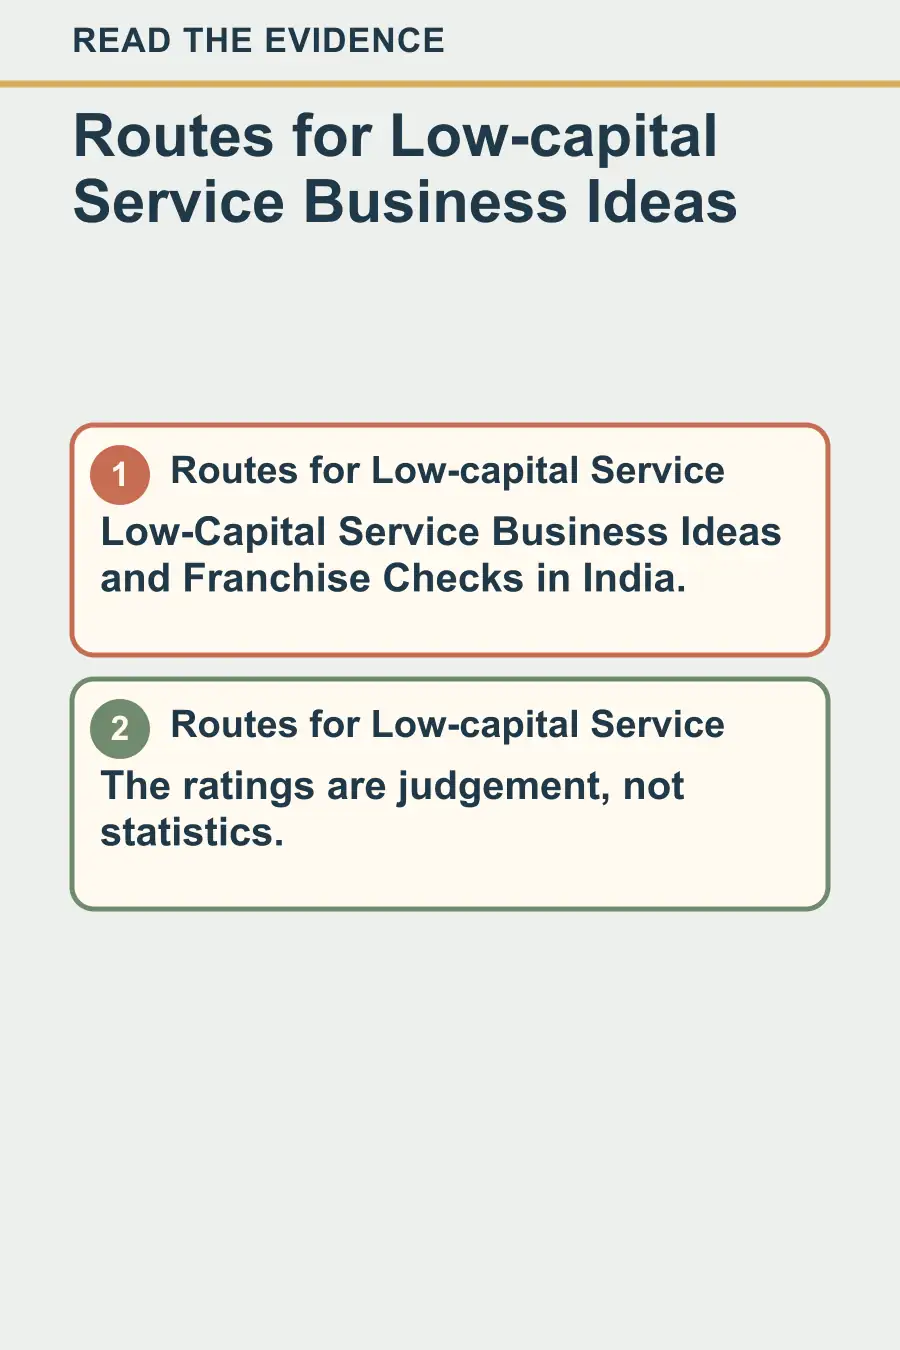 READ THE EVIDENCE
Routes for Low-capital
Service Business Ideas
1 Routes for Low-capital Service
Low-Capital Service Business Ideas
and Franchise Checks in India.
2 Routes for Low-capital Service
The ratings are judgement, not
statistics.